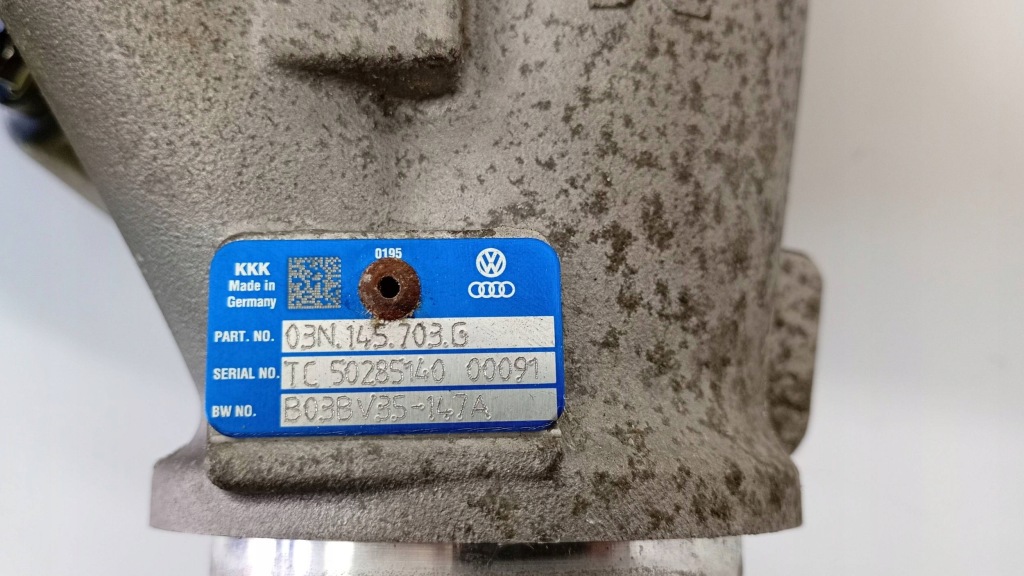 KKK
Made in
Germany
0195
PART. NO. 03N.145.703.G
SERIAL NO. TC 50285140 00091
BW NO. B03BV35-147A